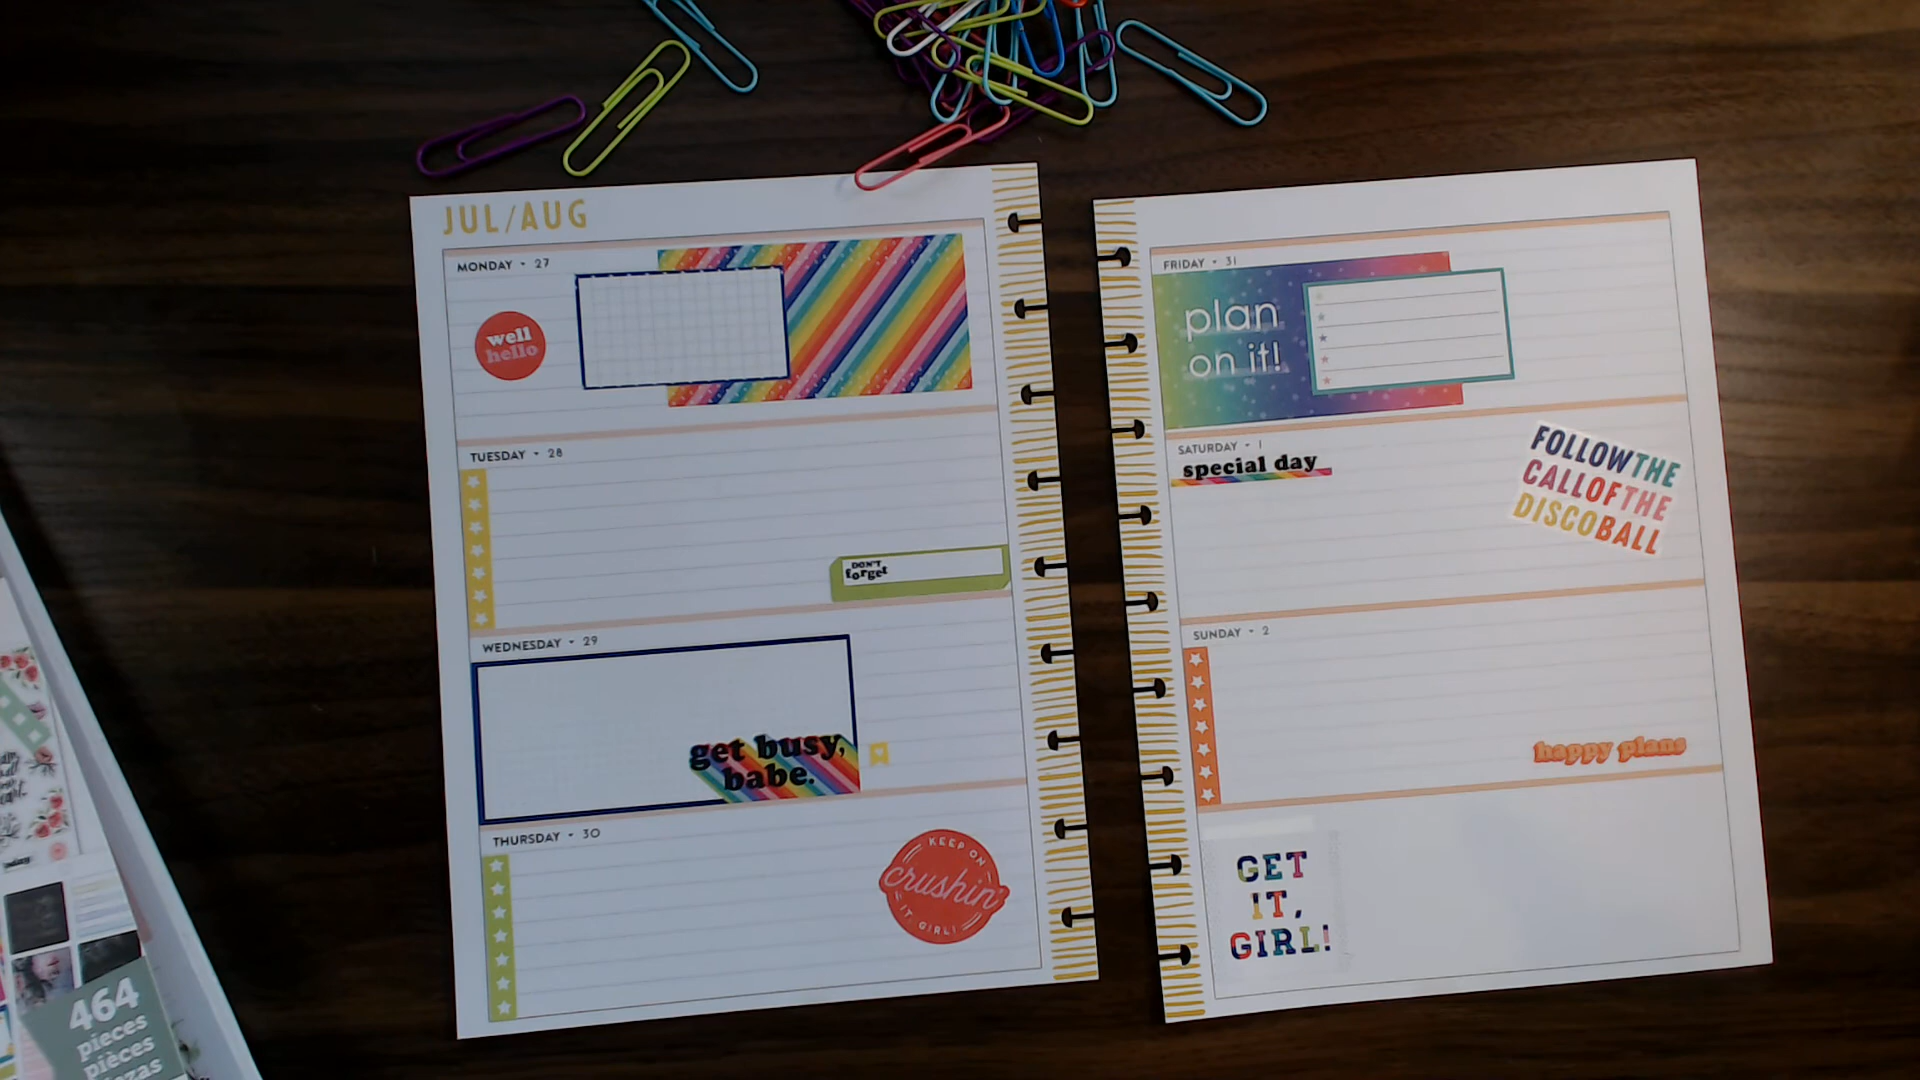 JUL/AUG
MONDAY • 27
well
hello
TUESDAY • 28
DON'T
forget
WEDNESDAY • 29
get busy,
babe.
THURSDAY • 30
KEEP ON
crushin'
IT, GIRL!
FRIDAY • 31
plan
on it!
SATURDAY • 1
special day
FOLLOW THE
CALL OF THE
DISCO BALL
SUNDAY • 2
happy plans
GET
IT,
GIRL!
464
pieces
pièces